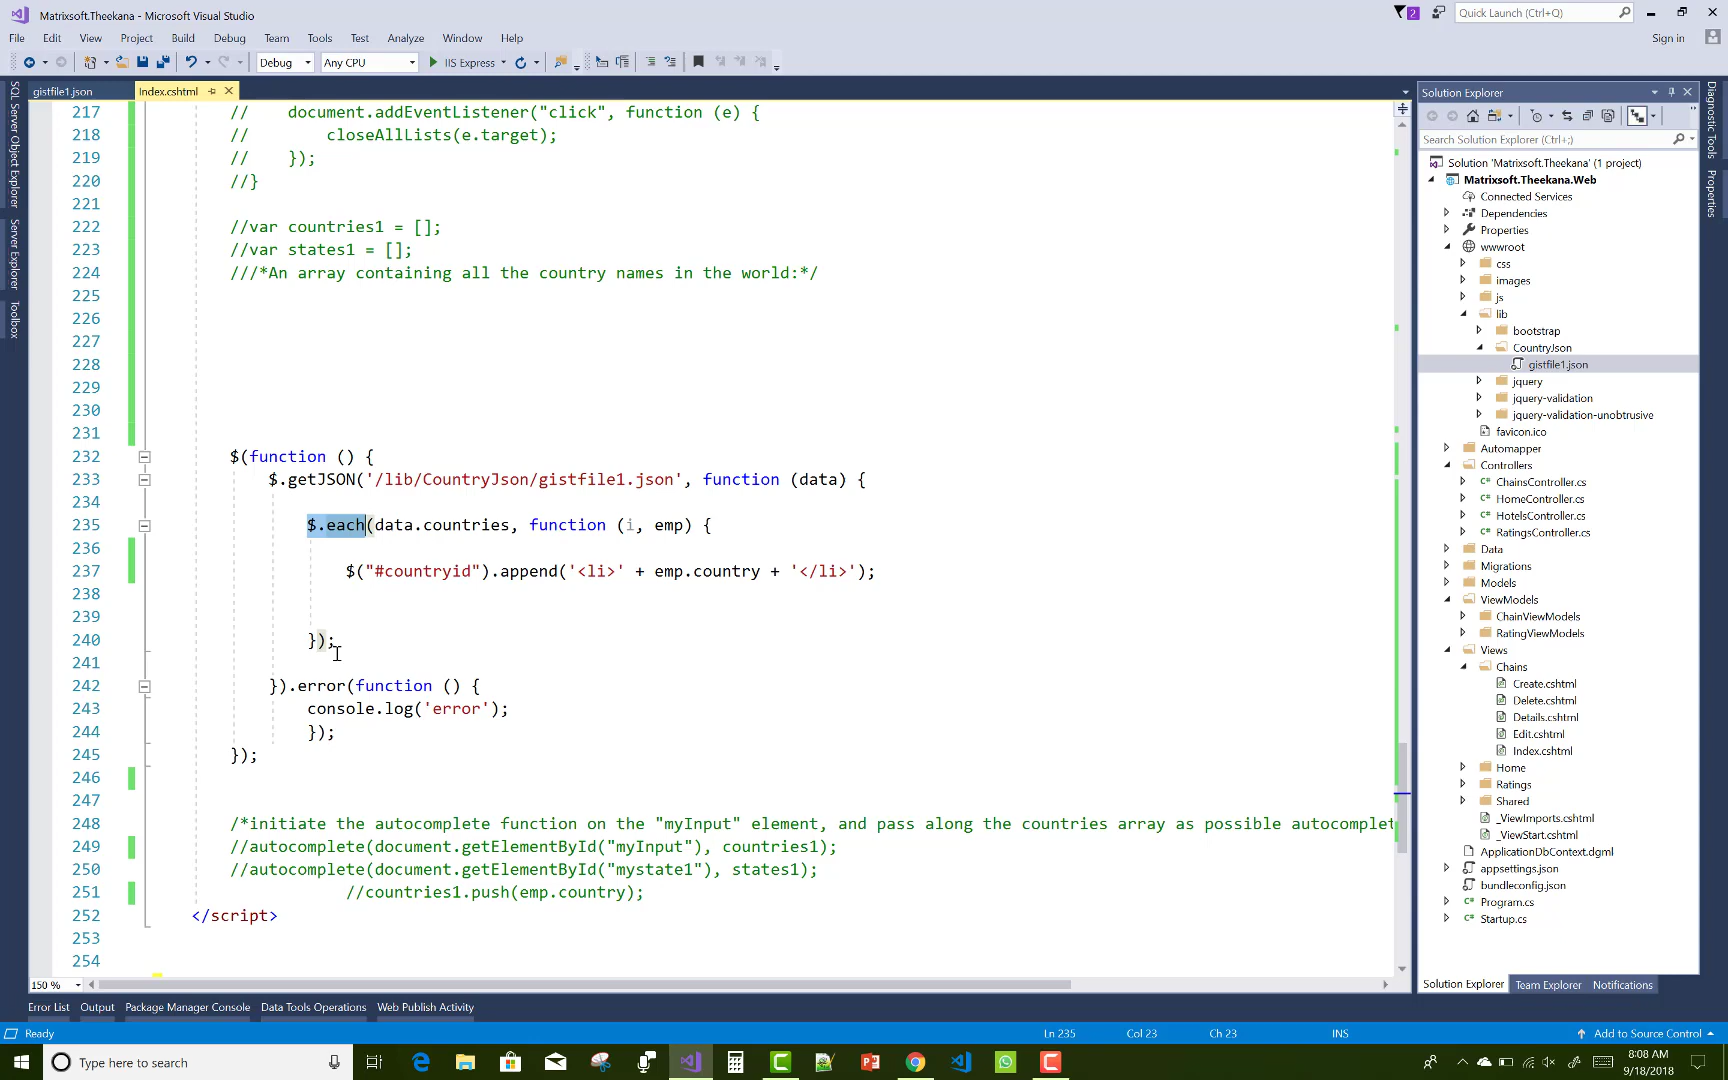 Matrixsoft.Theekana - Microsoft Visual Studio
2
Quick Launch (Ctrl+Q)
File Edit View Project Build Debug Team Tools Test Analyze Window Help
Sign in
Debug Any CPU IIS Express
gistfile1.json Index.cshtml
SQL Server Object Explorer
Server Explorer
Toolbox
217 // document.addEventListener("click", function (e) {
218 // closeAllLists(e.target);
219 // });
220 //}
221
222 //var countries1 = [];
223 //var states1 = [];
224 ///*An array containing all the country names in the world:*/
225
226
227
228
229
230
231
232 $(function () {
233 $.getJSON('/lib/CountryJson/gistfile1.json', function (data) {
234
235 $.each(data.countries, function (i, emp) {
236
237 $("#countryid").append('<li>' + emp.country + '</li>');
238
239
240 });
241
242 }).error(function () {
243 console.log('error');
244 });
245 });
246
247
248 /*initiate the autocomplete function on the "myInput" element, and pass along the countries array as possible autocomplet
249 //autocomplete(document.getElementById("myInput"), countries1);
250 //autocomplete(document.getElementById("mystate1"), states1);
251 //countries1.push(emp.country);
252 </script>
253
254
150 %
Solution Explorer
Search Solution Explorer (Ctrl+;)
Solution 'Matrixsoft.Theekana' (1 project)
Matrixsoft.Theekana.Web
Connected Services
Dependencies
Properties
wwwroot
css
images
js
lib
bootstrap
CountryJson
gistfile1.json
jquery
jquery-validation
jquery-validation-unobtrusive
favicon.ico
Automapper
Controllers
ChainsController.cs
HomeController.cs
HotelsController.cs
RatingsController.cs
Data
Migrations
Models
ViewModels
ChainViewModels
RatingViewModels
Views
Chains
Create.cshtml
Delete.cshtml
Details.cshtml
Edit.cshtml
Index.cshtml
Home
Ratings
Shared
_ViewImports.cshtml
_ViewStart.cshtml
ApplicationDbContext.dgml
appsettings.json
bundleconfig.json
Program.cs
Startup.cs
Solution Explorer Team Explorer Notifications
Diagnostic Tools
Properties
Error List Output Package Manager Console Data Tools Operations Web Publish Activity
Ready Ln 235 Col 23 Ch 23 INS Add to Source Control
Type here to search
8:08 AM
9/18/2018